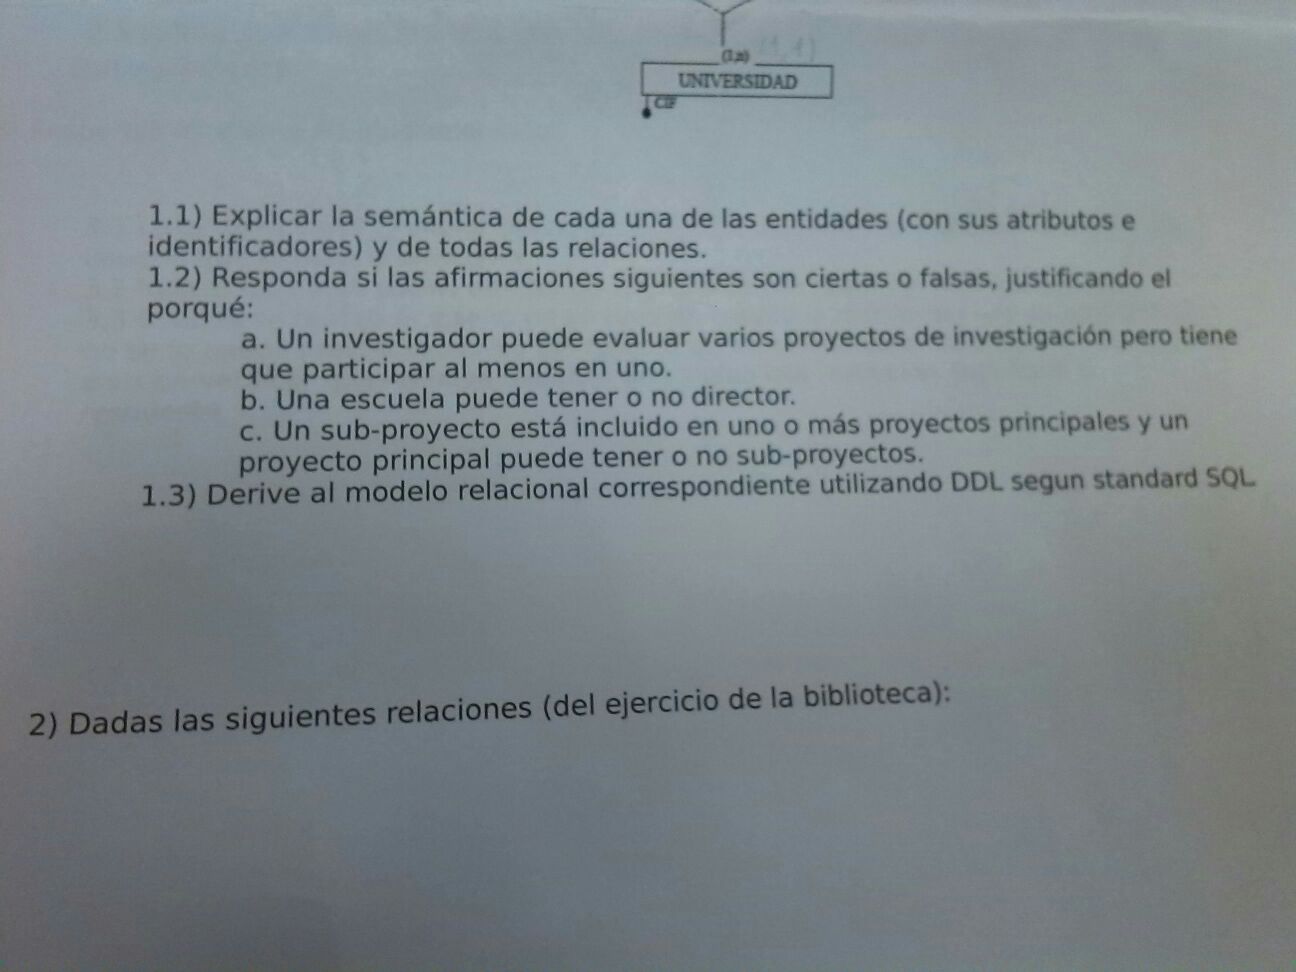 (1,1)
(1,n)
UNIVERSIDAD
CIF
1.1) Explicar la semántica de cada una de las entidades (con sus atributos e
identificadores) y de todas las relaciones.
1.2) Responda si las afirmaciones siguientes son ciertas o falsas, justificando el
porqué:
a. Un investigador puede evaluar varios proyectos de investigación pero tiene
que participar al menos en uno.
b. Una escuela puede tener o no director.
c. Un sub-proyecto está incluido en uno o más proyectos principales y un
proyecto principal puede tener o no sub-proyectos.
1.3) Derive al modelo relacional correspondiente utilizando DDL segun standard SQL
2) Dadas las siguientes relaciones (del ejercicio de la biblioteca):